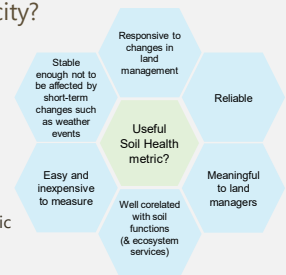 city?
Responsive to
changes in
land
management
Stable
enough not to
be affected by
short-term
changes such
as weather
events
Reliable
Useful
Soil Health
metric?
Easy and
inexpensive
to measure
Meaningful
to land
managers
Well corelated
with soil
functions
(& ecosystem
services)
ic